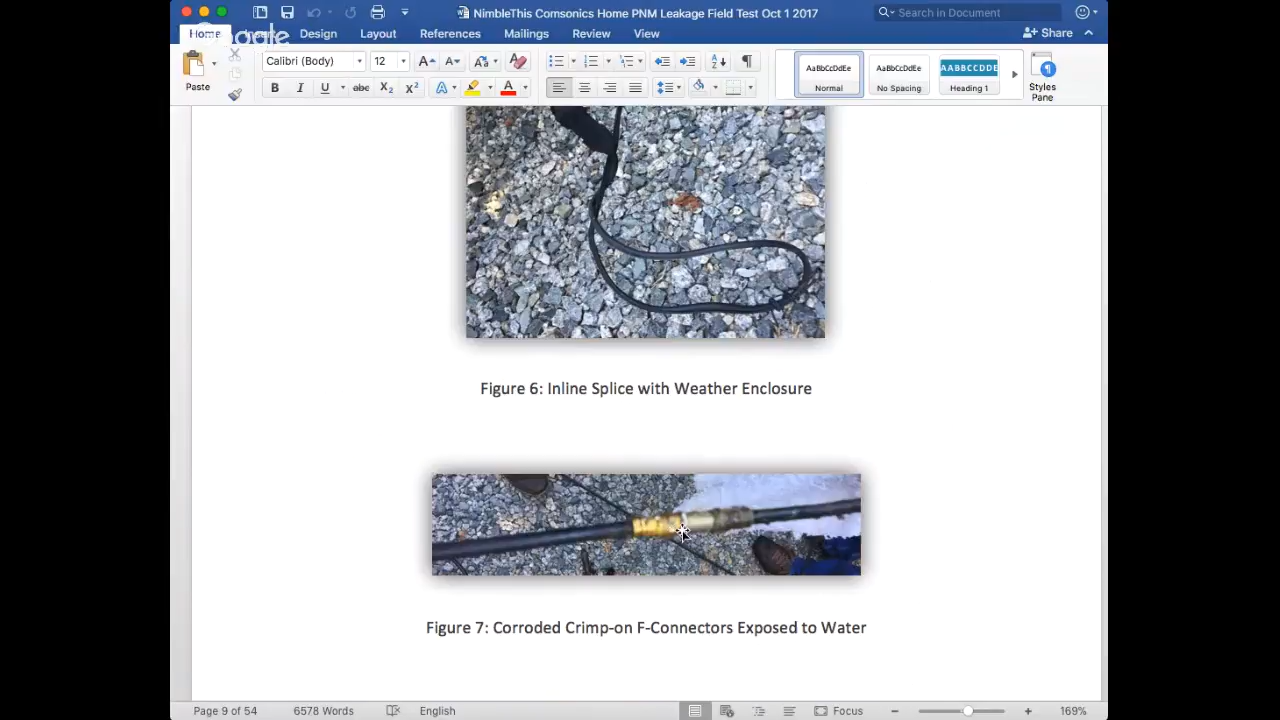 NimbleThis Comsonics Home PNM Leakage Field Test Oct 1 2017
Search in Document
Home
Design
Layout
References
Mailings
Review
View
Share
Google
Paste
Calibri (Body)
12
AaBbCcDdEe
Normal
AaBbCcDdEe
No Spacing
AABBCCDDE
Heading 1
Styles
Pane
Figure 6: Inline Splice with Weather Enclosure
Figure 7: Corroded Crimp-on F-Connectors Exposed to Water
Page 9 of 54
6578 Words
English
Focus
169%